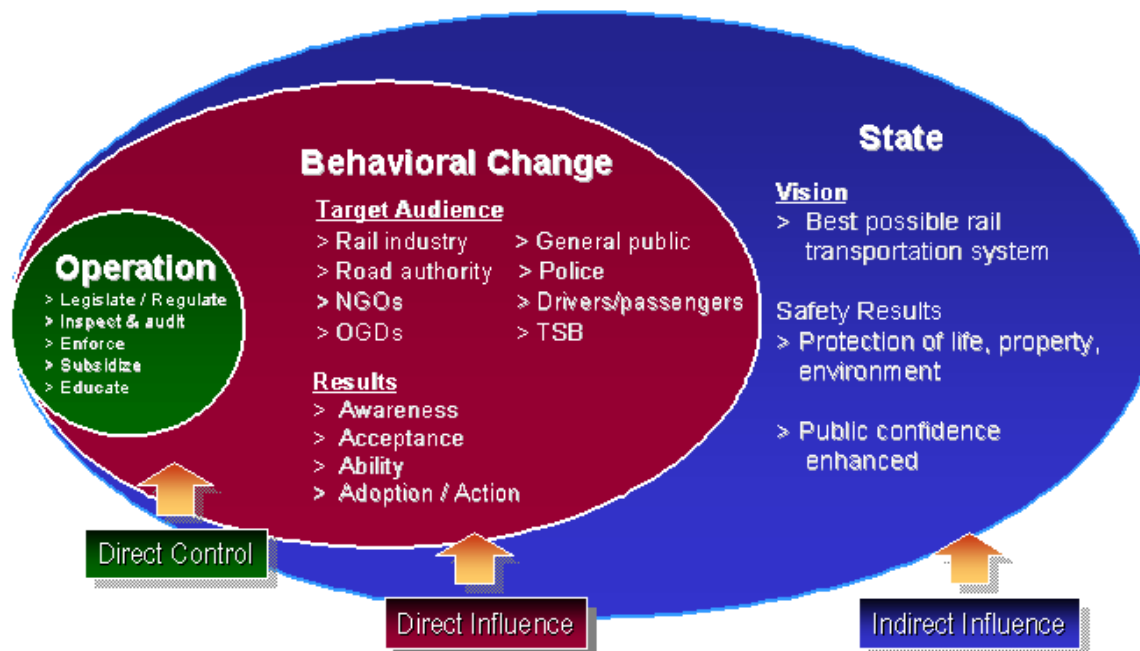 State
Behavioral Change
Vision
> Best possible rail
transportation system
Target Audience
> Rail industry
> General public
> Road authority
> Police
> NGOs
> Drivers/passengers
> OGDs
> TSB
Operation
> Legislate / Regulate
> Inspect & audit
> Enforce
> Subsidize
> Educate
Safety Results
> Protection of life, property,
environment
> Public confidence
enhanced
Results
> Awareness
> Acceptance
> Ability
> Adoption / Action
Direct Control
Direct Influence
Indirect Influence